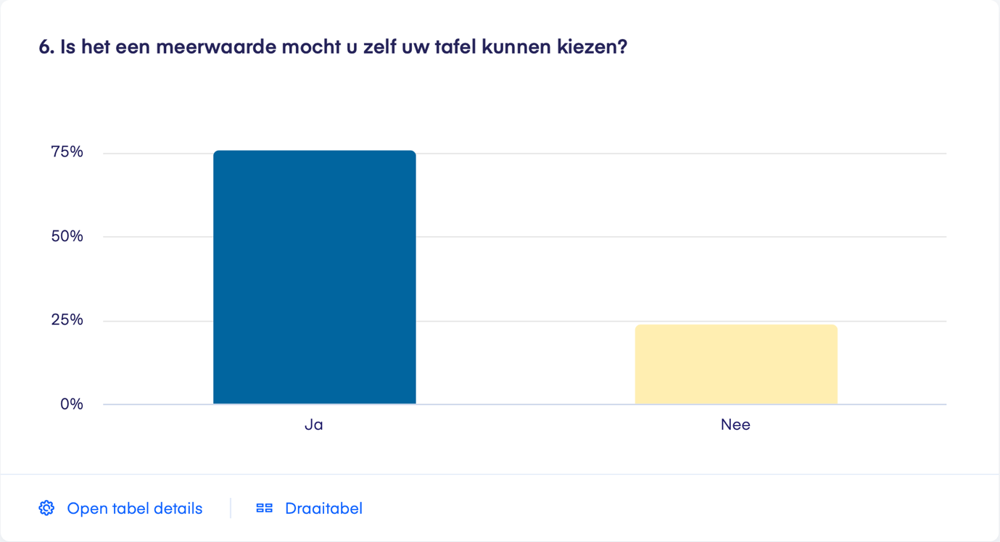 6. Is het een meerwaarde mocht u zelf uw tafel kunnen kiezen?
75%
50%
25%
0%
Ja
Nee
Open tabel details
Draaitabel